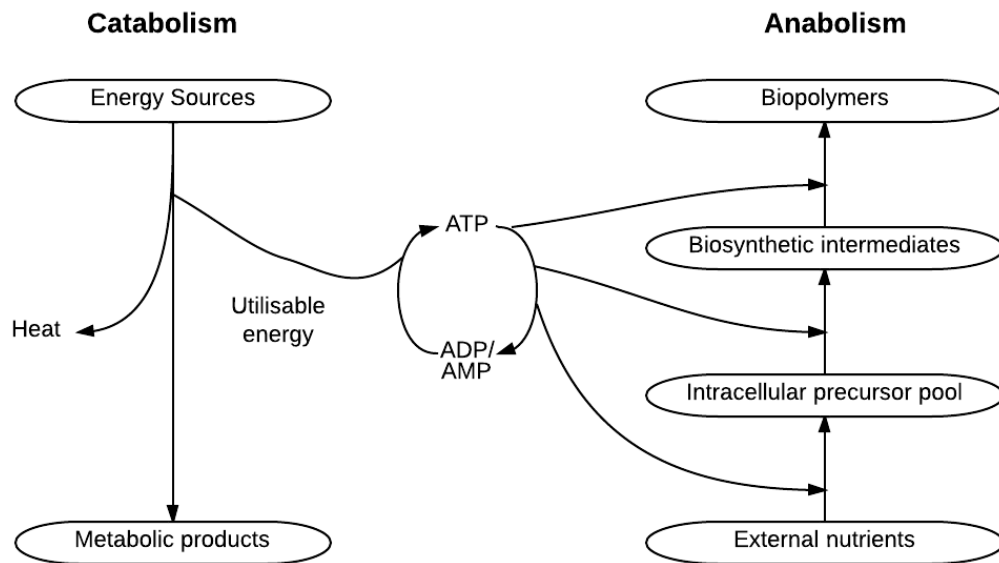 Catabolism
Anabolism
Energy Sources
Biopolymers
ATP
Biosynthetic intermediates
Heat
Utilisable
energy
ADP/
AMP
Intracellular precursor pool
Metabolic products
External nutrients